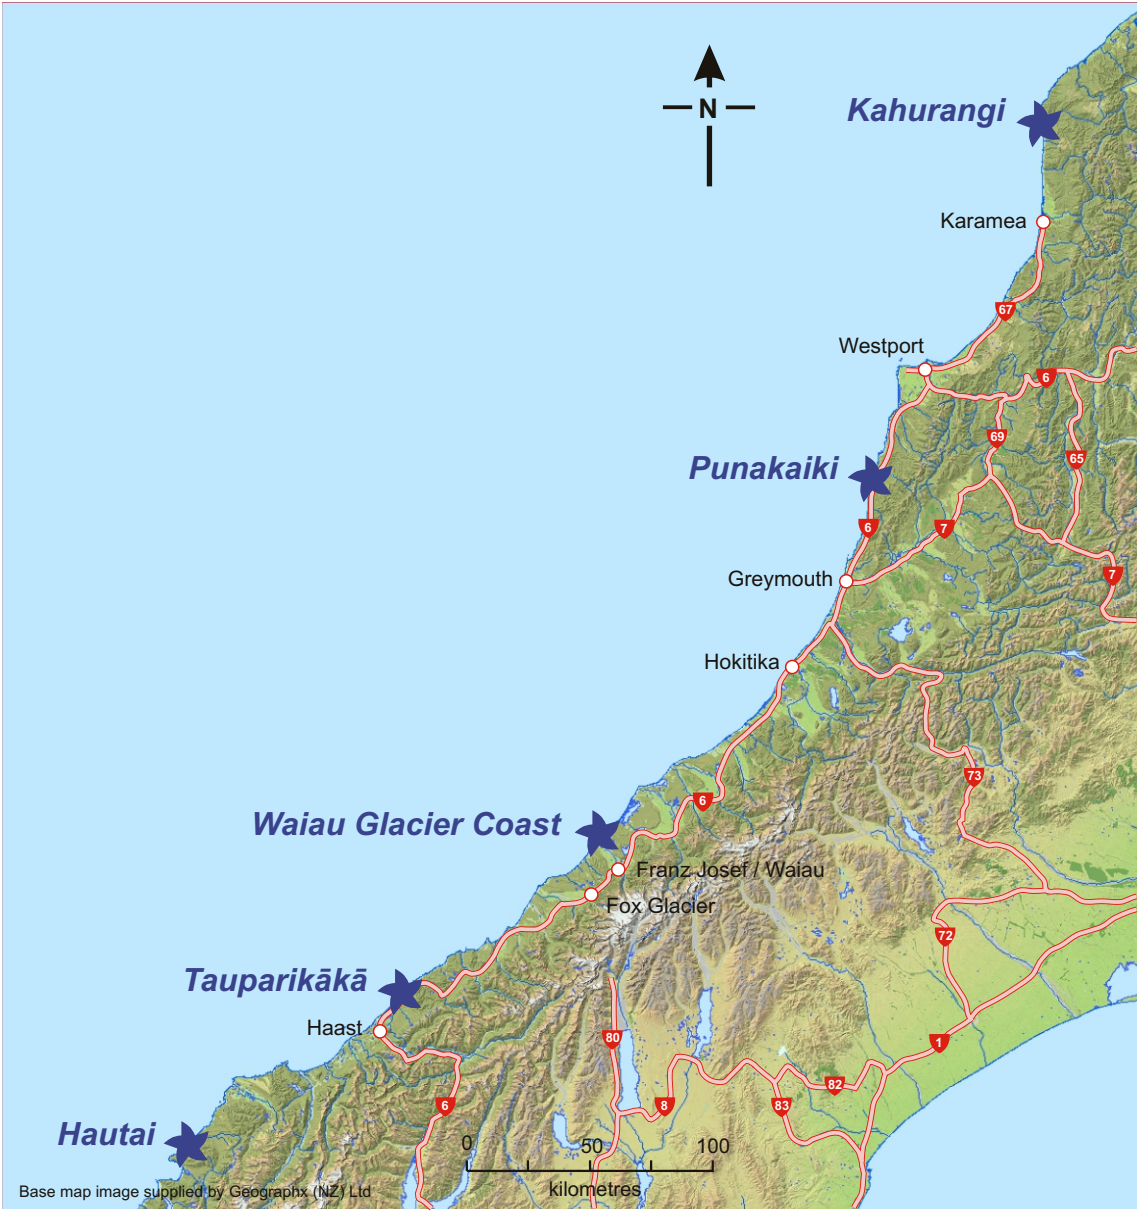 N
Kahurangi
Karamea
67
Westport
6
69
65
Punakaiki
6
7
Greymouth
7
Hokitika
73
6
Waiau Glacier Coast
Franz Josef / Waiau
Fox Glacier
72
Tauparikākā
Haast
80
1
82
6
8
83
Hautai
0 50 100
kilometres
Base map image supplied by Geographx (NZ) Ltd